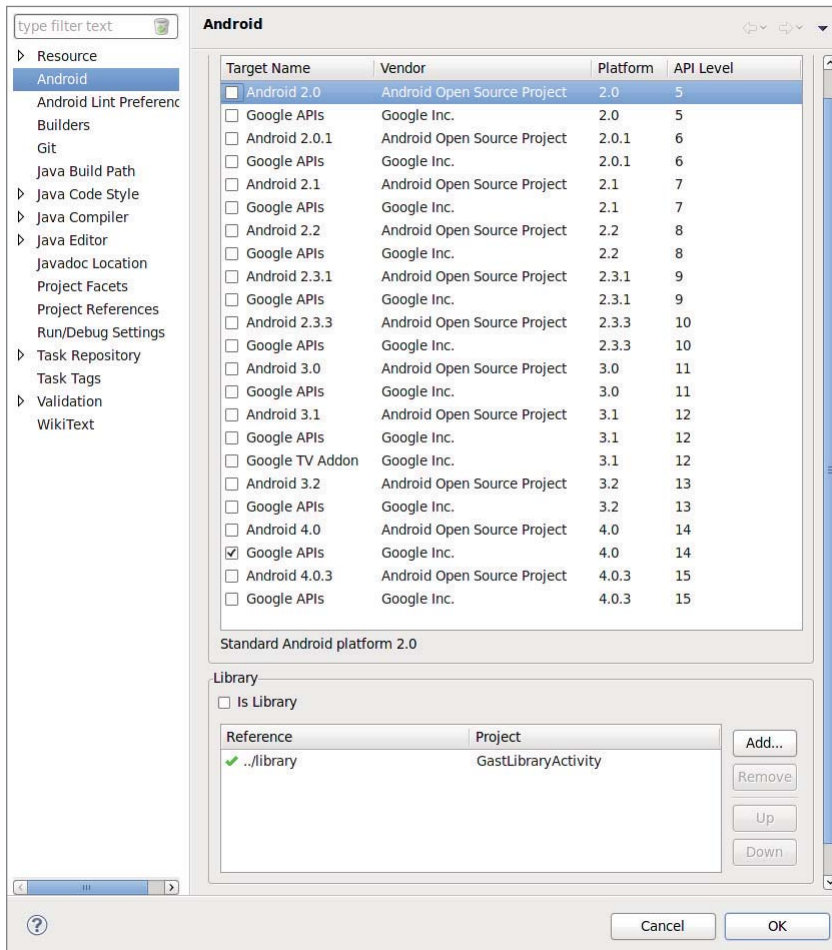 type filter text
Resource
Android
Android Lint Preferenc
Builders
Git
Java Build Path
Java Code Style
Java Compiler
Java Editor
Javadoc Location
Project Facets
Project References
Run/Debug Settings
Task Repository
Task Tags
Validation
WikiText
Android
Target Name Vendor Platform API Level
Android 2.0 Android Open Source Project 2.0 5
Google APIs Google Inc. 2.0 5
Android 2.0.1 Android Open Source Project 2.0.1 6
Google APIs Google Inc. 2.0.1 6
Android 2.1 Android Open Source Project 2.1 7
Google APIs Google Inc. 2.1 7
Android 2.2 Android Open Source Project 2.2 8
Google APIs Google Inc. 2.2 8
Android 2.3.1 Android Open Source Project 2.3.1 9
Google APIs Google Inc. 2.3.1 9
Android 2.3.3 Android Open Source Project 2.3.3 10
Google APIs Google Inc. 2.3.3 10
Android 3.0 Android Open Source Project 3.0 11
Google APIs Google Inc. 3.0 11
Android 3.1 Android Open Source Project 3.1 12
Google APIs Google Inc. 3.1 12
Google TV Addon Google Inc. 3.1 12
Android 3.2 Android Open Source Project 3.2 13
Google APIs Google Inc. 3.2 13
Android 4.0 Android Open Source Project 4.0 14
Google APIs Google Inc. 4.0 14
Android 4.0.3 Android Open Source Project 4.0.3 15
Google APIs Google Inc. 4.0.3 15
Standard Android platform 2.0
Library
Is Library
Reference Project
../library GastLibraryActivity
Add...
Remove
Up
Down
?
Cancel OK